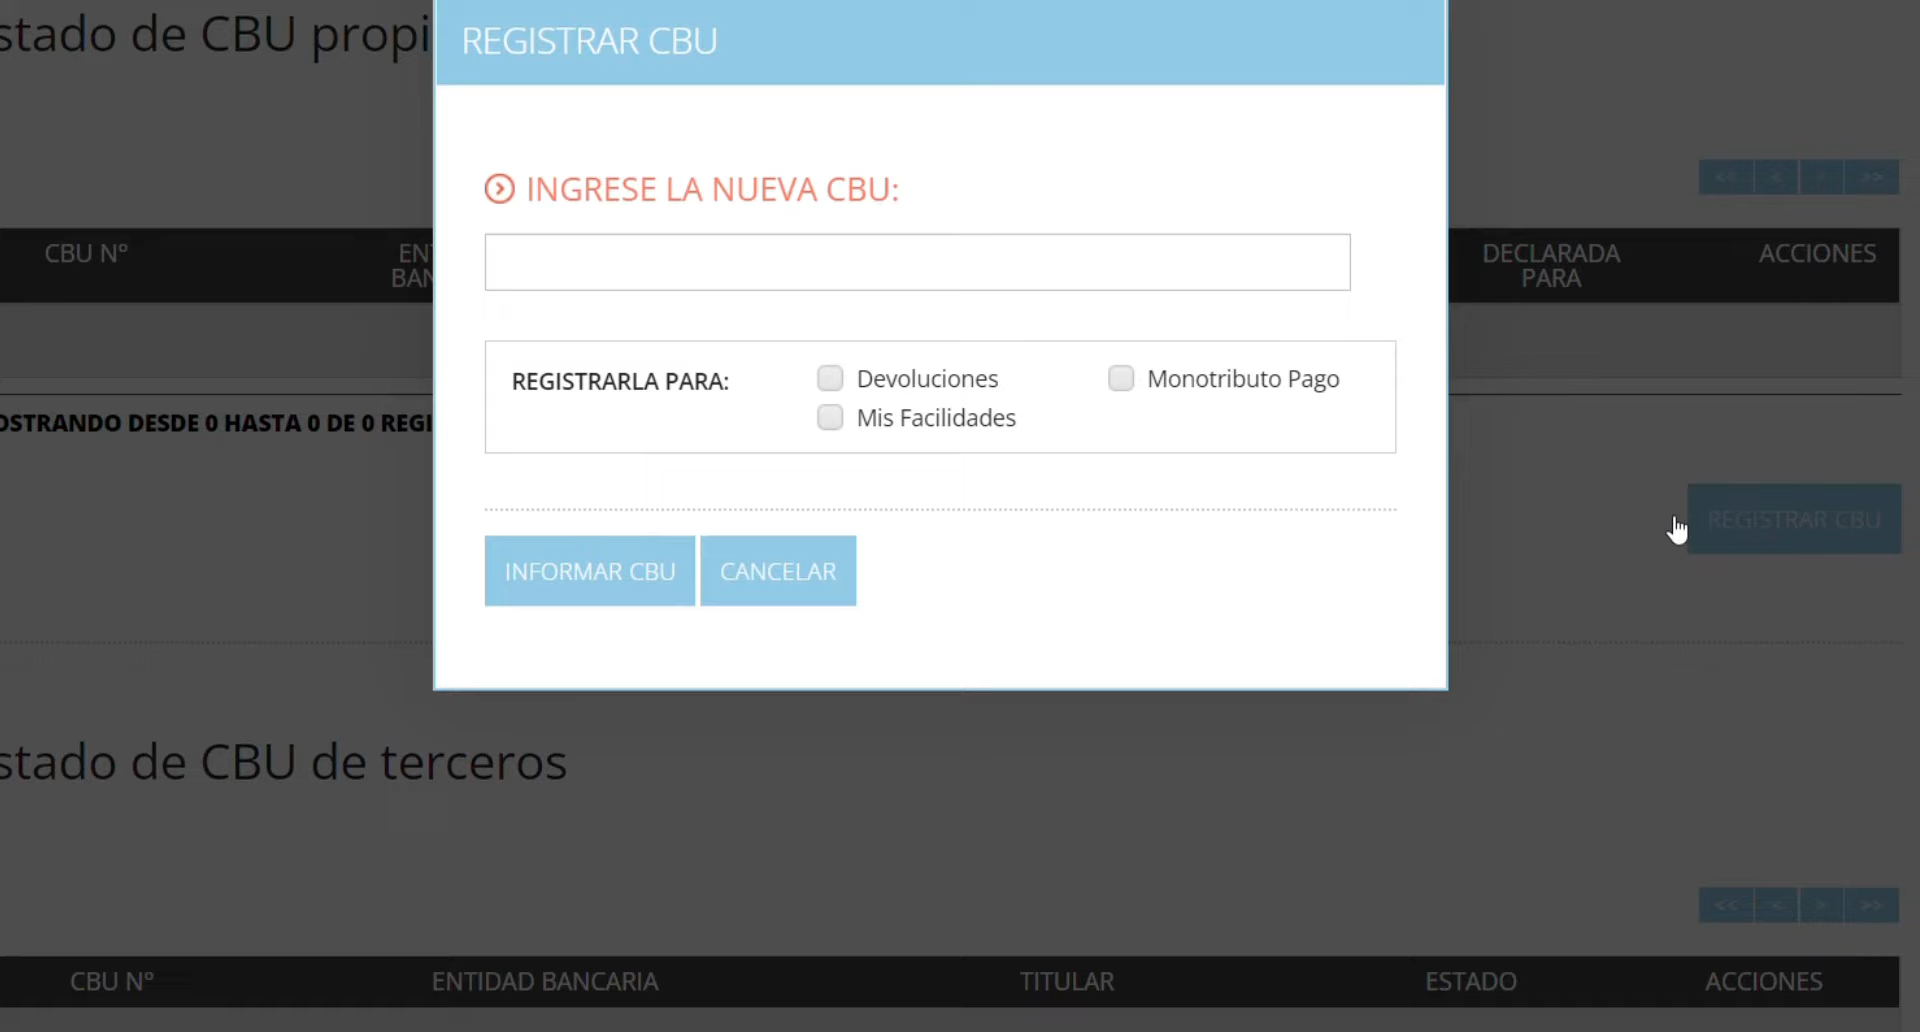 stado de CBU propi
REGISTRAR CBU
INGRESE LA NUEVA CBU:
<< < > >>
CBU Nº
DECLARADA
PARA
ACCIONES
REGISTRARLA PARA:
Devoluciones
Monotributo Pago
Mis Facilidades
OSTRANDO DESDE 0 HASTA 0 DE 0 REGI
REGISTRAR CBU
INFORMAR CBU
CANCELAR
stado de CBU de terceros
<< < > >>
CBU Nº
ENTIDAD BANCARIA
TITULAR
ESTADO
ACCIONES